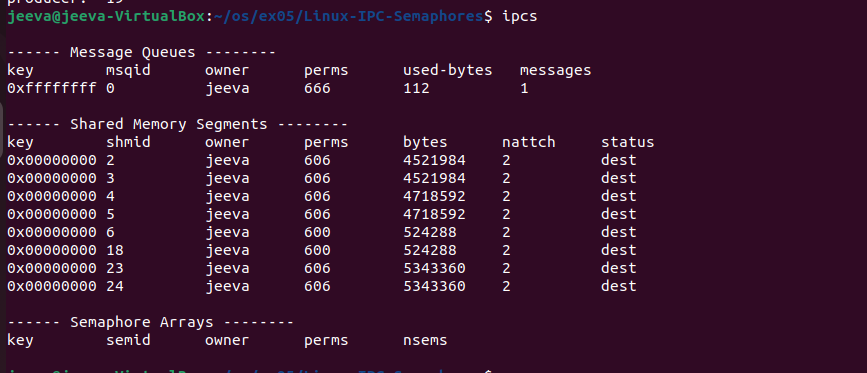 producer: 19
jeeva@jeeva-VirtualBox:~/os/ex05/Linux-IPC-Semaphores$ ipcs
------ Message Queues --------
key        msqid      owner      perms      used-bytes   messages
0xffffffff 0          jeeva      666        112          1
------ Shared Memory Segments --------
key        shmid      owner      perms      bytes      nattch     status
0x00000000 2          jeeva      606        4521984    2          dest
0x00000000 3          jeeva      606        4521984    2          dest
0x00000000 4          jeeva      606        4718592    2          dest
0x00000000 5          jeeva      606        4718592    2          dest
0x00000000 6          jeeva      600        524288     2          dest
0x00000000 18         jeeva      600        524288     2          dest
0x00000000 23         jeeva      606        5343360    2          dest
0x00000000 24         jeeva      606        5343360    2          dest
------ Semaphore Arrays --------
key        semid      owner      perms      nsems